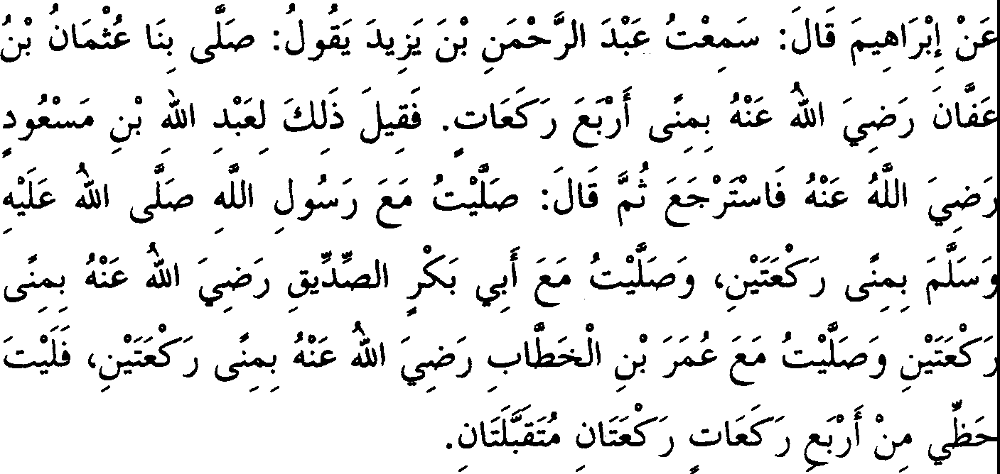 عَنْ إِبْرَاهِيمَ قَالَ: سَمِعْتُ عَبْدَ الرَّحْمَنِ بْنَ يَزِيدَ يَقُولُ: صَلَّى بِنَا عُثْمَانُ بْنُ
عَفَّانَ رَضِيَ اللهُ عَنْهُ بِمِنًى أَرْبَعَ رَكَعَاتٍ. فَقِيلَ ذَلِكَ لِعَبْدِ اللهِ بْنِ مَسْعُودٍ
رَضِيَ اللَّهُ عَنْهُ فَاسْتَرْجَعَ ثُمَّ قَالَ: صَلَّيْتُ مَعَ رَسُولِ اللَّهِ صَلَّى اللهُ عَلَيْهِ
وَسَلَّمَ بِمِنًى رَكْعَتَيْنِ، وَصَلَّيْتُ مَعَ أَبِي بَكْرٍ الصِّدِّيقِ رَضِيَ اللهُ عَنْهُ بِمِنًى
رَكْعَتَيْنِ وَصَلَّيْتُ مَعَ عُمَرَ بْنِ الْخَطَّابِ رَضِيَ اللهُ عَنْهُ بِمِنًى رَكْعَتَيْنِ، فَلَيْتَ
حَظِّي مِنْ أَرْبَعِ رَكَعَاتٍ رَكْعَتَانِ مُتَقَبَّلَتَانِ.